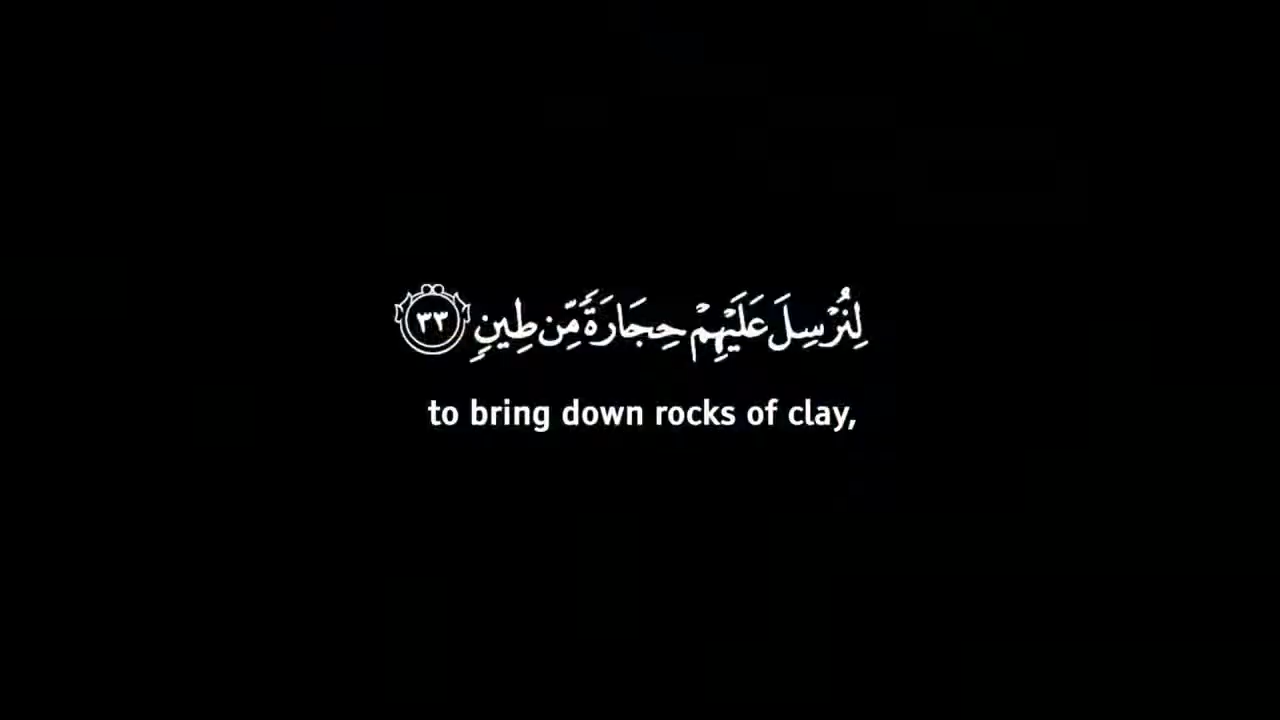 لِنُرْسِلَ عَلَيْهِمْ حِجَارَةً مِّن طِينٍ ٣٣
to bring down rocks of clay,